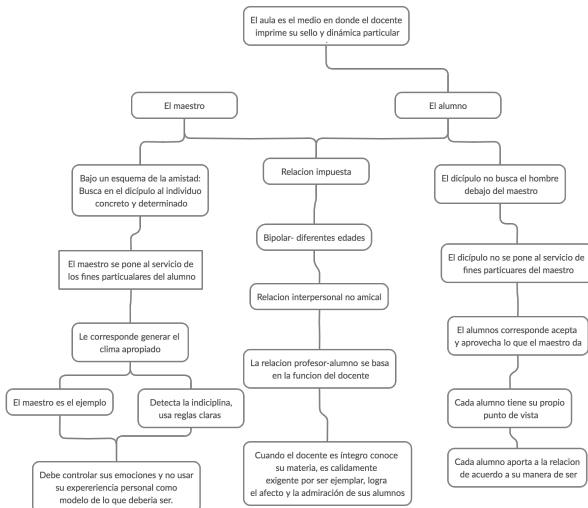 El aula es el medio en donde el docente
imprime su sello y dinámica particular
El maestro
El alumno
Bajo un esquema de la amistad:
Busca en el dicípulo al individuo
concreto y determinado
Relacion impuesta
El dicípulo no busca el hombre
debajo del maestro
Bipolar- diferentes edades
El maestro se pone al servicio de
los fines particualares del alumno
El dicípulo no se pone al servicio de
fines particuares del maestro
Relacion interpersonal no amical
Le corresponde generar el
clima apropiado
El alumnos corresponde acepta
y aprovecha lo que el maestro da
La relacion profesor-alumno se basa
en la funcion del docente
El maestro es el ejemplo
Detecta la indiciplina,
usa reglas claras
Cada alumno tiene su propio
punto de vista
Cuando el docente es íntegro conoce
su materia, es calidamente
exigente por ser ejemplar, logra
el afecto y la admiración de sus alumnos
Cada alumno aporta a la relacion
de acuerdo a su manera de ser
Debe controlar sus emociones y no usar
su expereriencia personal como
modelo de lo que deberia ser.